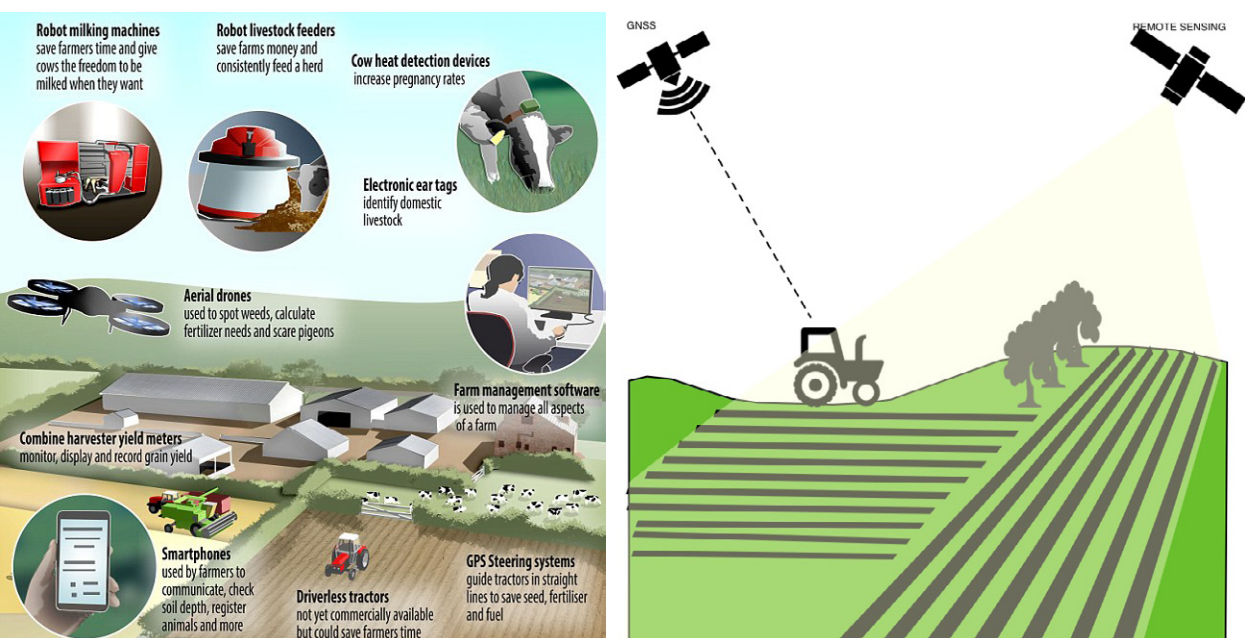 Robot milking machines
save farmers time and give
cows the freedom to be
milked when they want
Robot livestock feeders
save farms money and
consistently feed a herd
Cow heat detection devices
increase pregnancy rates
Electronic ear tags
identify domestic
livestock
Aerial drones
used to spot weeds, calculate
fertilizer needs and scare pigeons
Farm management software
is used to manage all aspects
of a farm
Combine harvester yield meters
monitor, display and record grain yield
Smartphones
used by farmers to
communicate, check
soil depth, register
animals and more
Driverless tractors
not yet commercially available
but could save farmers time
GPS Steering systems
guide tractors in straight
lines to save seed, fertiliser
and fuel
GNSS
REMOTE SENSING